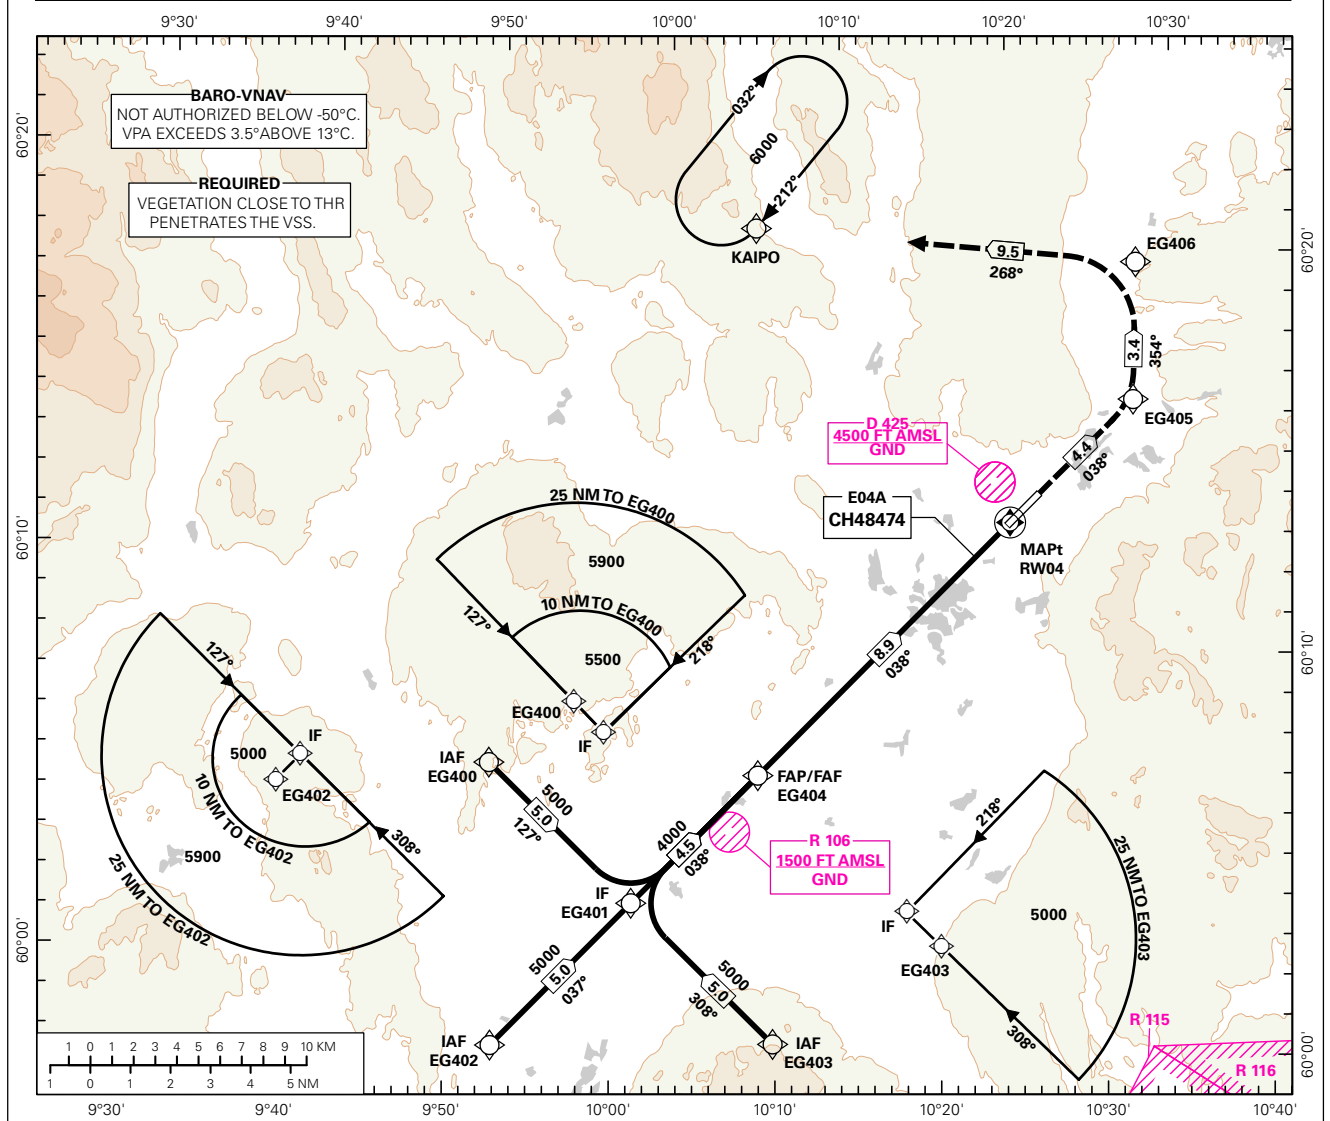 9°30'
9°40'
9°50'
10°00'
10°10'
10°20'
10°30'
60°20'
60°10'
60°00'
BARO-VNAV
NOT AUTHORIZED BELOW -50°C.
VPA EXCEEDS 3.5°ABOVE 13°C.
REQUIRED
VEGETATION CLOSE TO THR
PENETRATES THE VSS.
032°
6000
212°
KAIPO
EG406
60°20'
9.5
268°
3.4
354°
EG405
4.4
038°
D 425
4500 FT AMSL
GND
E04A
CH48474
MAPt
RW04
25 NM TO EG400
5900
10 NM TO EG400
127°
218°
5500
EG400
IF
8.9
038°
60°10'
127°
IF
5000
EG402
10 NM TO EG402
308°
5900
25 NM TO EG402
IAF
EG400
5000
5.0
127°
FAP/FAF
EG404
4000
4.5
038°
R 106
1500 FT AMSL
GND
IF
EG401
5000
5.0
037°
IAF
EG402
5000
5.0
308°
IAF
EG403
218°
25 NM TO EG403
5000
IF
EG403
308°
R 115
R 116
60°00'
1 0 1 2 3 4 5 6 7 8 9 10 KM
1 0 1 2 3 4 5 NM
9°30'
9°40'
9°50'
10°00'
10°10'
10°20'
10°30'
10°40'